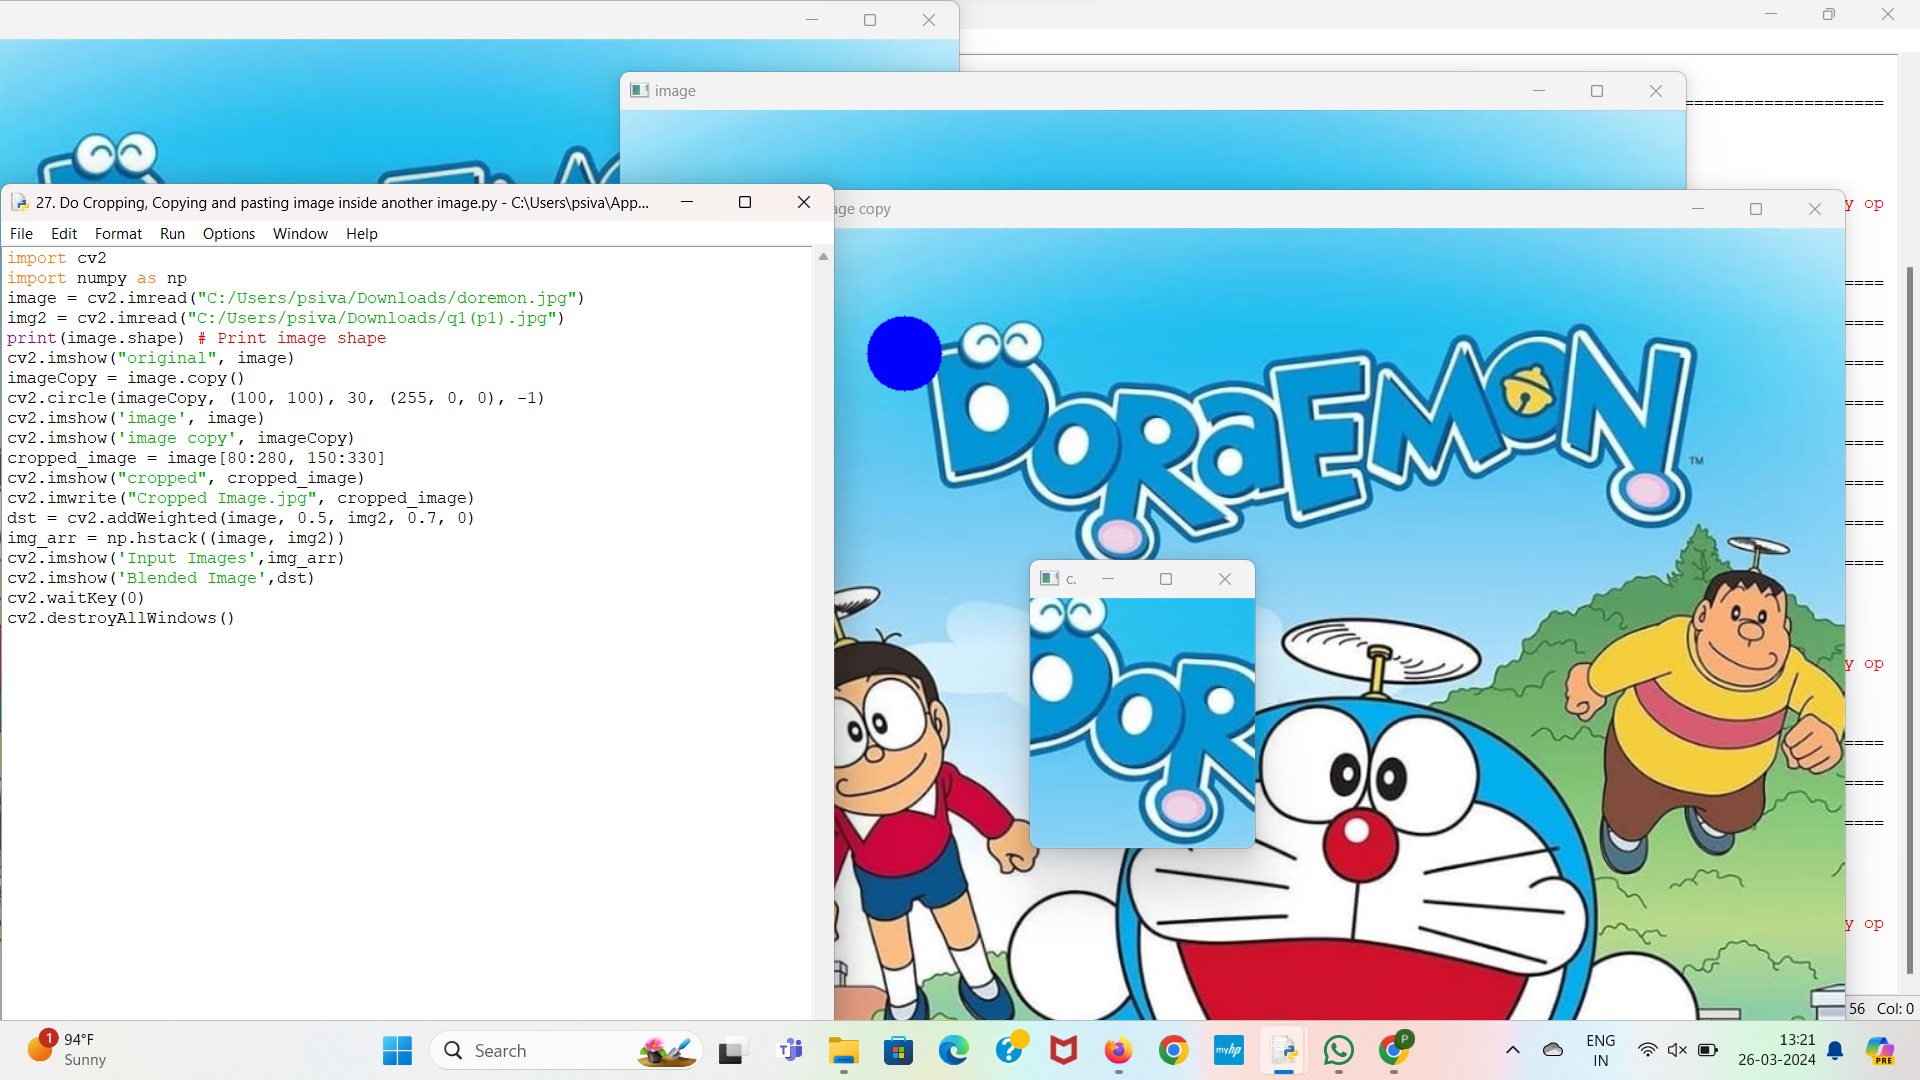 image
====================
y op
27. Do Cropping, Copying and pasting image inside another image.py - C:\Users\psiva\App...
age copy
File Edit Format Run Options Window Help
import cv2
import numpy as np
image = cv2.imread("C:/Users/psiva/Downloads/doremon.jpg")
img2 = cv2.imread("C:/Users/psiva/Downloads/q1(p1).jpg")
print(image.shape) # Print image shape
cv2.imshow("original", image)
imageCopy = image.copy()
cv2.circle(imageCopy, (100, 100), 30, (255, 0, 0), -1)
cv2.imshow('image', image)
cv2.imshow('image copy', imageCopy)
cropped_image = image[80:280, 150:330]
cv2.imshow("cropped", cropped_image)
cv2.imwrite("Cropped Image.jpg", cropped_image)
dst = cv2.addWeighted(image, 0.5, img2, 0.7, 0)
img_arr = np.hstack((image, img2))
cv2.imshow('Input Images',img_arr)
cv2.imshow('Blended Image',dst)
cv2.waitKey(0)
cv2.destroyAllWindows()
DORAEMON
TM
====
====
====
====
====
====
====
====
c.
DOR
y op
====
====
====
y op
56 Col: 0
1
94°F
Sunny
Search
myhp
P
ENG
IN
13:21
26-03-2024
PRE